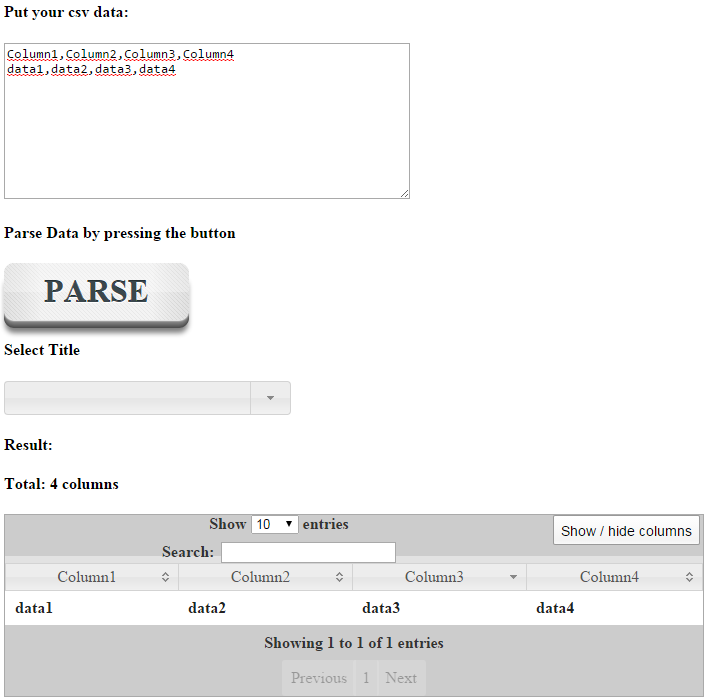 Put your csv data:
Column1,Column2,Column3,Column4
data1,data2,data3,data4
Parse Data by pressing the button
PARSE
Select Title
Result:
Total: 4 columns
Show 10 entries
Show / hide columns
Search:
Column1 Column2 Column3 Column4
data1 data2 data3 data4
Showing 1 to 1 of 1 entries
Previous 1 Next